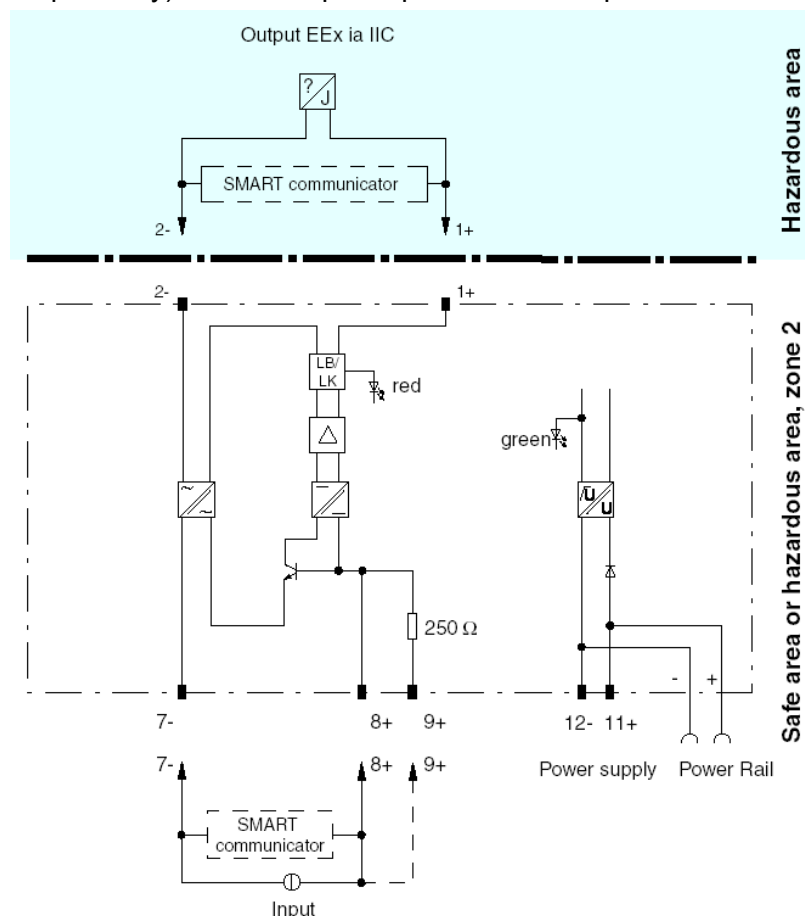 Output EEx ia IIC
?
J
SMART communicator
2-
1+
Hazardous area
2-
1+
LB/
LK
red
green
U
U
250 Ω
-
+
7-
8+
9+
12-
11+
7-
8+
9+
Power supply
Power Rail
SMART
communicator
Input
Safe area or hazardous area, zone 2